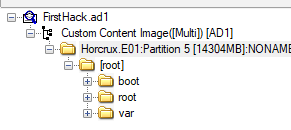 FirstHack.ad1
Custom Content Image([Multi]) [AD1]
Horcrux.E01:Partition 5 [14304MB]:NONAME
[root]
boot
root
var